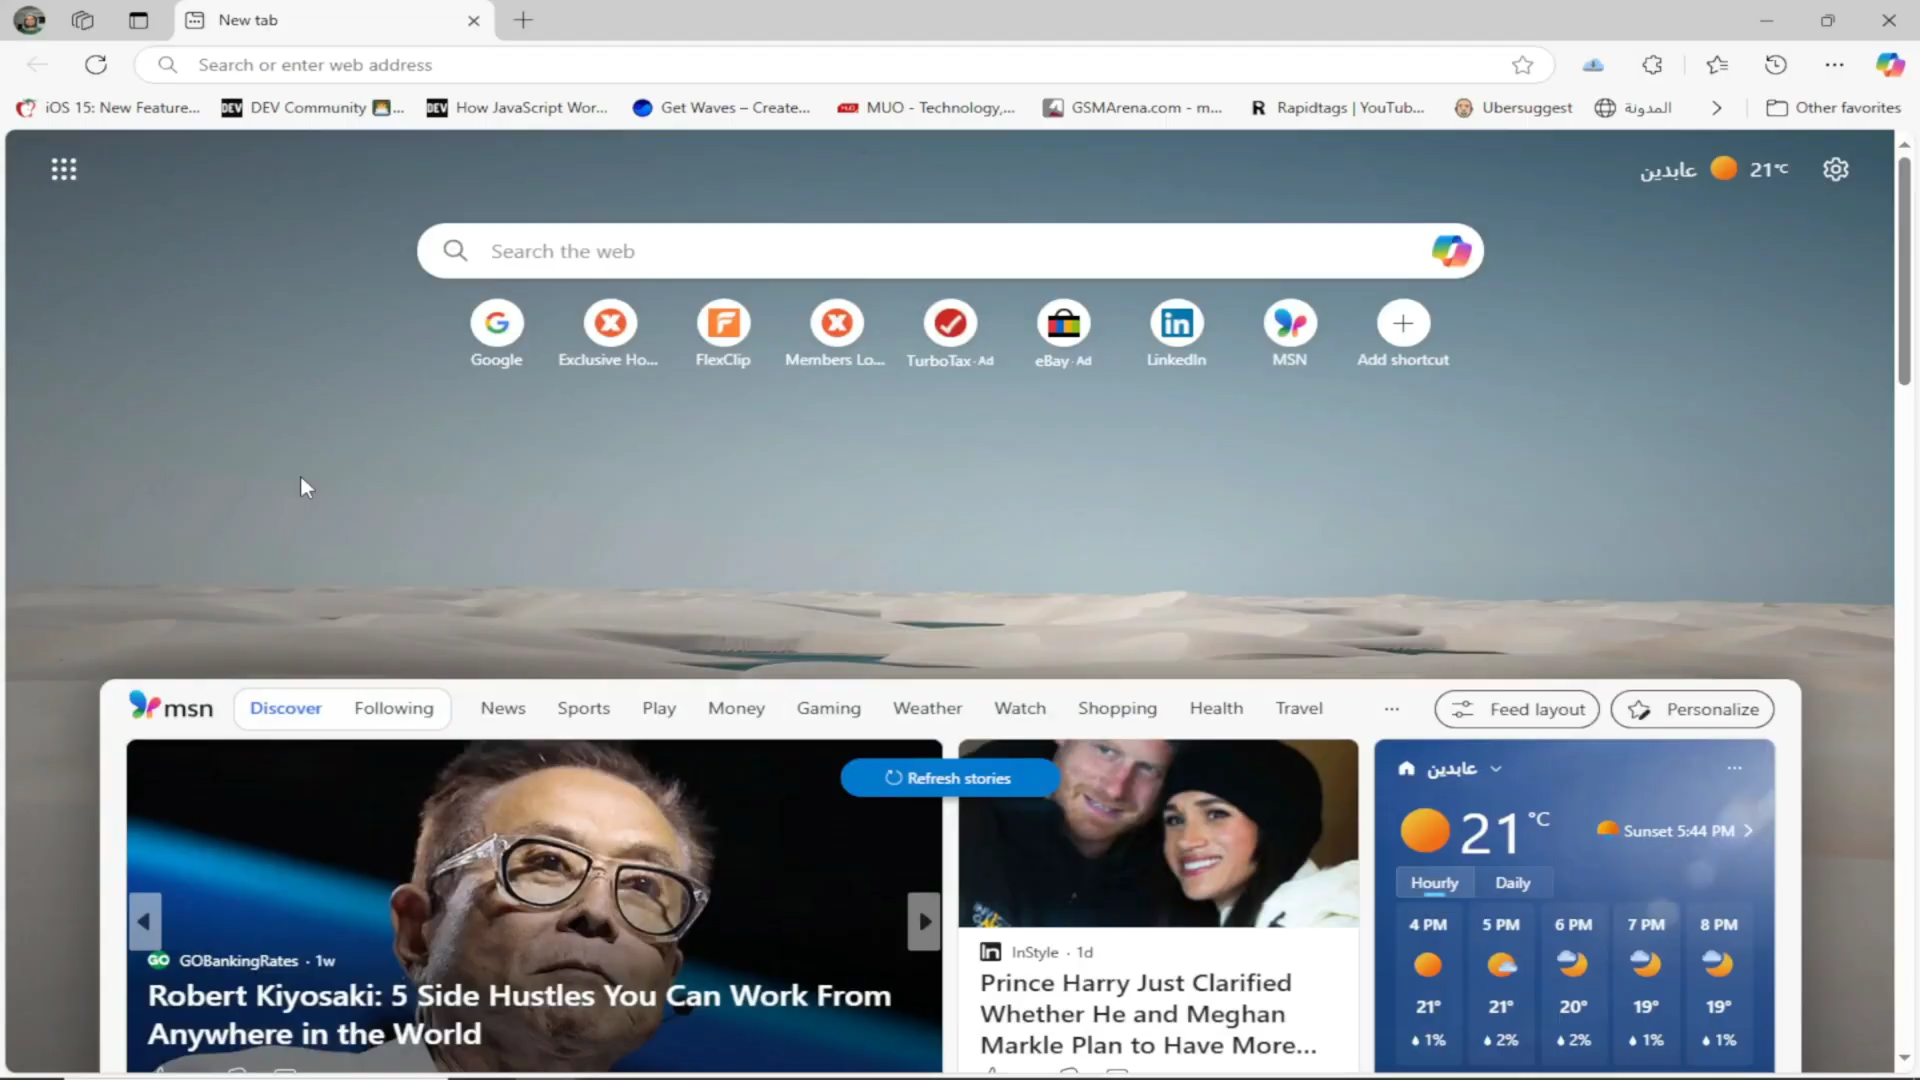 New tab
Search or enter web address
iOS 15: New Feature...
DEV Community
...
How JavaScript Wor...
Get Waves – Create...
MUO - Technology,...
GSMArena.com - m...
Rapidtags | YouTub...
Ubersuggest
المدونة
Other favorites
عابدين
21°C
Search the web
Google
Exclusive Ho...
FlexClip
Members Lo...
TurboTax · Ad
eBay · Ad
LinkedIn
MSN
Add shortcut
msn
Discover
Following
News
Sports
Play
Money
Gaming
Weather
Watch
Shopping
Health
Travel
...
Feed layout
Personalize
Refresh stories
GO GOBankingRates · 1w
Robert Kiyosaki: 5 Side Hustles You Can Work From
Anywhere in the World
in InStyle · 1d
Prince Harry Just Clarified
Whether He and Meghan
Markle Plan to Have More...
عابدين
21 °C
Sunset 5:44 PM
Hourly
Daily
4 PM 5 PM 6 PM 7 PM 8 PM
21° 21° 20° 19° 19°
1% 2% 2% 1% 1%